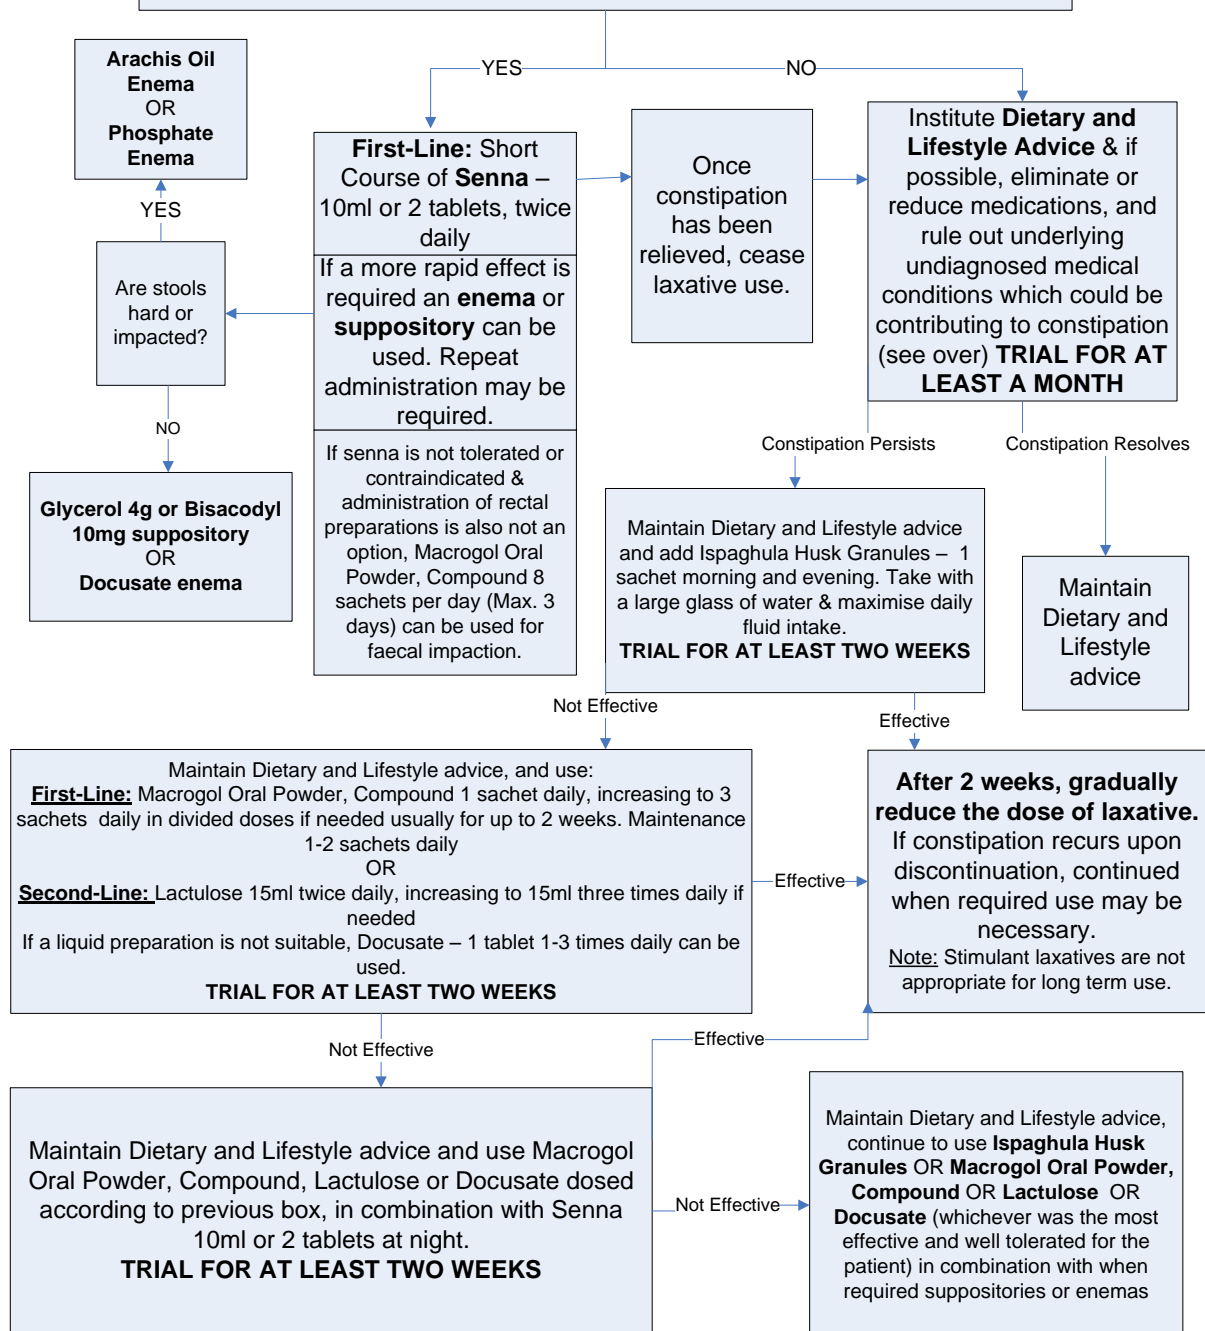 YES
NO
Arachis Oil
Enema
OR
Phosphate
Enema
YES
Are stools
hard or
impacted?
NO
Glycerol 4g or Bisacodyl
10mg suppository
OR
Docusate enema
First-Line: Short
Course of Senna –
10ml or 2 tablets, twice
daily
If a more rapid effect is
required an enema or
suppository can be
used. Repeat
administration may be
required.
If senna is not tolerated or
contraindicated &
administration of rectal
preparations is also not an
option, Macrogol Oral
Powder, Compound 8
sachets per day (Max. 3
days) can be used for
faecal impaction.
Once
constipation
has been
relieved, cease
laxative use.
Institute Dietary and
Lifestyle Advice & if
possible, eliminate or
reduce medications, and
rule out underlying
undiagnosed medical
conditions which could be
contributing to constipation
(see over) TRIAL FOR AT
LEAST A MONTH
Constipation Persists
Constipation Resolves
Maintain Dietary and Lifestyle advice
and add Ispaghula Husk Granules – 1
sachet morning and evening. Take with
a large glass of water & maximise daily
fluid intake.
TRIAL FOR AT LEAST TWO WEEKS
Maintain
Dietary and
Lifestyle
advice
Not Effective
Effective
Maintain Dietary and Lifestyle advice, and use:
First-Line: Macrogol Oral Powder, Compound 1 sachet daily, increasing to 3
sachets daily in divided doses if needed usually for up to 2 weeks. Maintenance
1-2 sachets daily
OR
Second-Line: Lactulose 15ml twice daily, increasing to 15ml three times daily if
needed
If a liquid preparation is not suitable, Docusate – 1 tablet 1-3 times daily can be
used.
TRIAL FOR AT LEAST TWO WEEKS
Effective
After 2 weeks, gradually
reduce the dose of laxative.
If constipation recurs upon
discontinuation, continued
when required use may be
necessary.
Note: Stimulant laxatives are not
appropriate for long term use.
Not Effective
Effective
Maintain Dietary and Lifestyle advice and use Macrogol
Oral Powder, Compound, Lactulose or Docusate dosed
according to previous box, in combination with Senna
10ml or 2 tablets at night.
TRIAL FOR AT LEAST TWO WEEKS
Not Effective
Maintain Dietary and Lifestyle advice,
continue to use Ispaghula Husk
Granules OR Macrogol Oral Powder,
Compound OR Lactulose OR
Docusate (whichever was the most
effective and well tolerated for the
patient) in combination with when
required suppositories or enemas